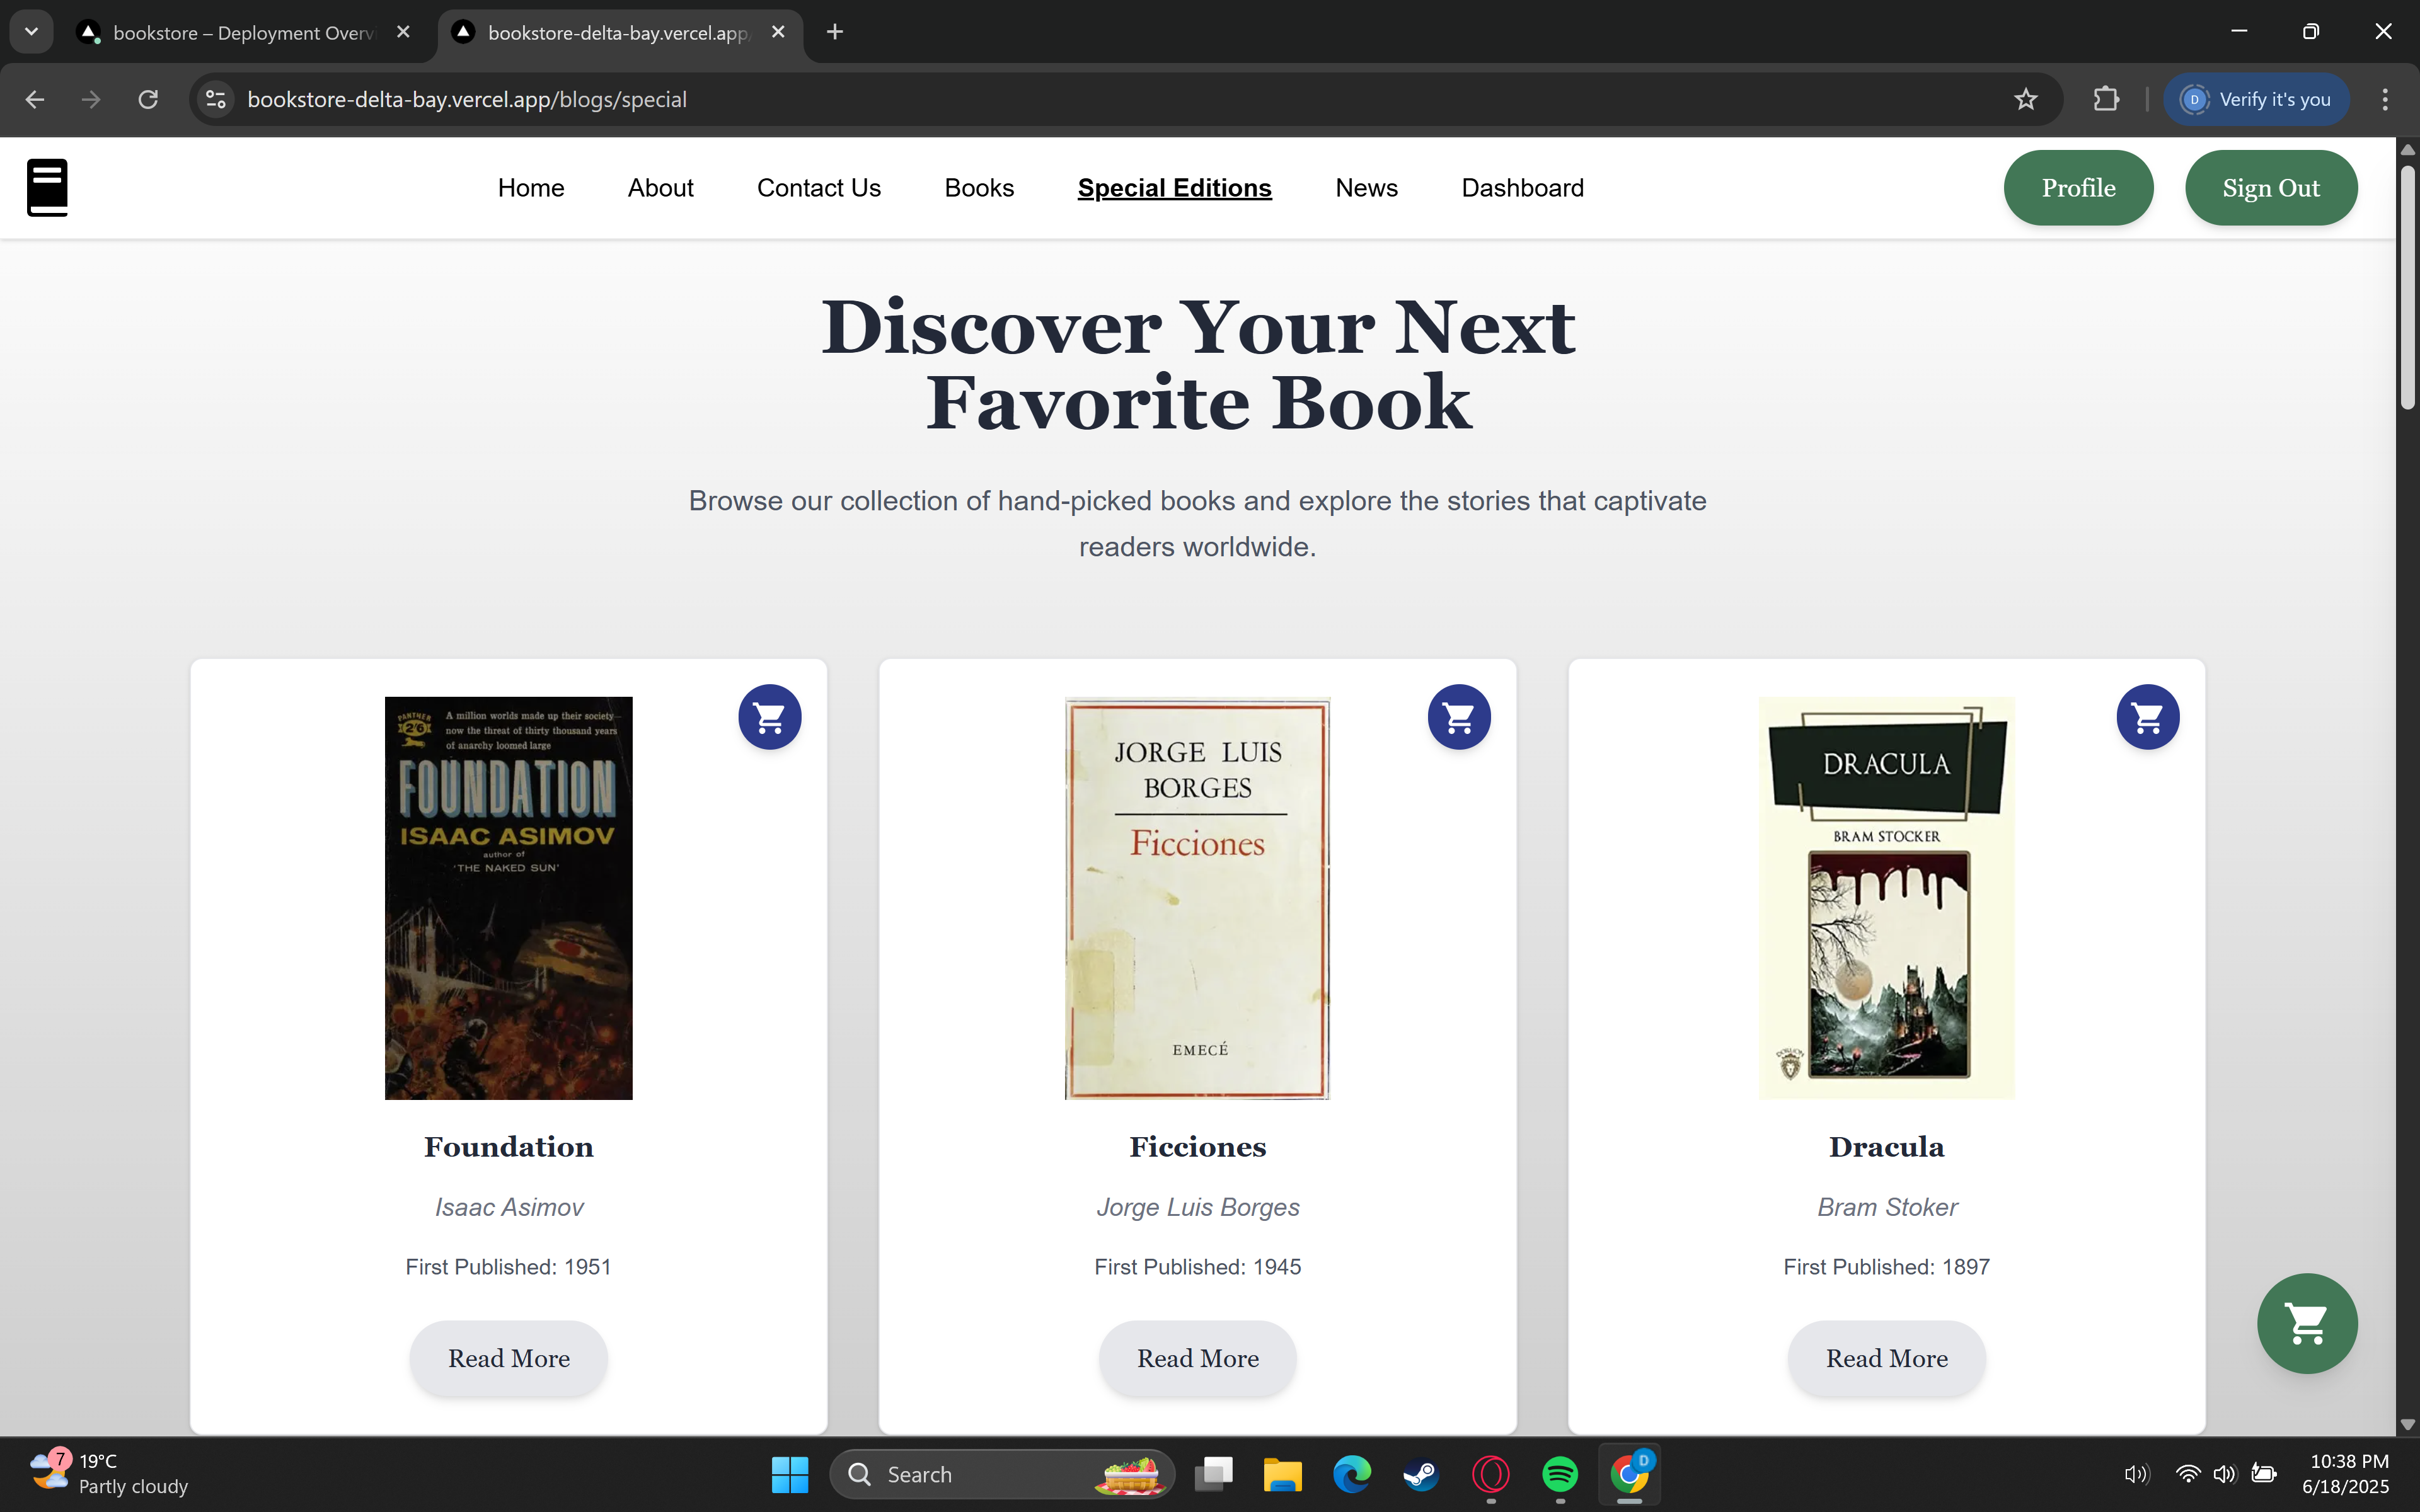 bookstore – Deployment Overv
bookstore-delta-bay.vercel.app
bookstore-delta-bay.vercel.app/blogs/special
D
Verify it's you
Home
About
Contact Us
Books
Special Editions
News
Dashboard
Profile
Sign Out
Discover Your Next
Favorite Book
Browse our collection of hand-picked books and explore the stories that captivate
readers worldwide.
PANTHER
2'6
A million worlds made up their society–
now the threat of thirty thousand years
of anarchy loomed large
FOUNDATION
ISAAC ASIMOV
author of
'THE NAKED SUN'
JORGE LUIS
BORGES
Ficciones
EMECÉ
DRACULA
BRAM STOCKER
Foundation
Isaac Asimov
First Published: 1951
Read More
Ficciones
Jorge Luis Borges
First Published: 1945
Read More
Dracula
Bram Stoker
First Published: 1897
Read More
7
19°C
Partly cloudy
Search
D
10:38 PM
6/18/2025